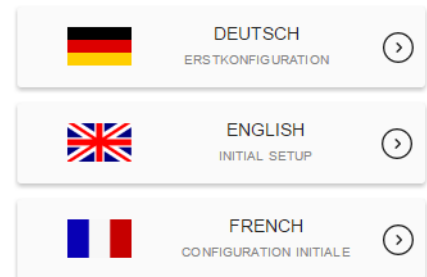 DEUTSCH
ERSTKONFIGURATION
ENGLISH
INITIAL SETUP
FRENCH
CONFIGURATION INITIALE